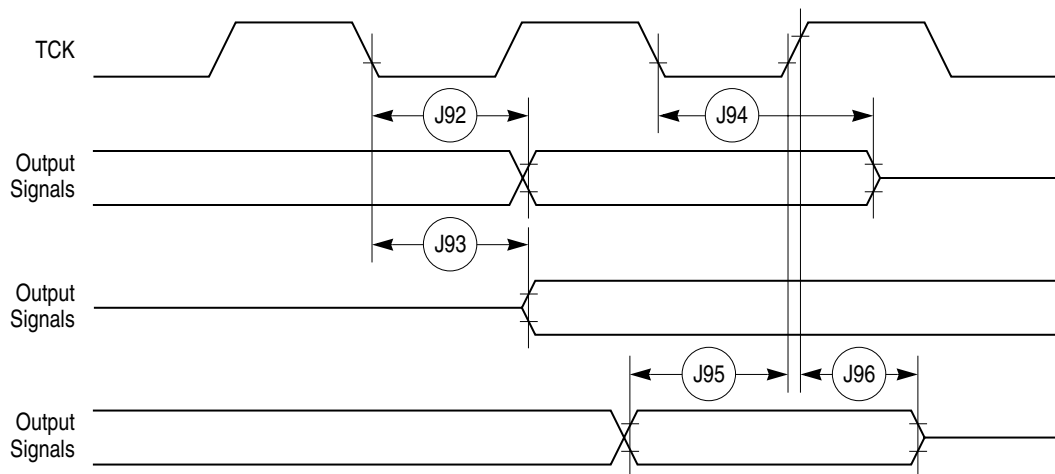 TCK
J92
J94
Output
Signals
J93
Output
Signals
J95
J96
Output
Signals